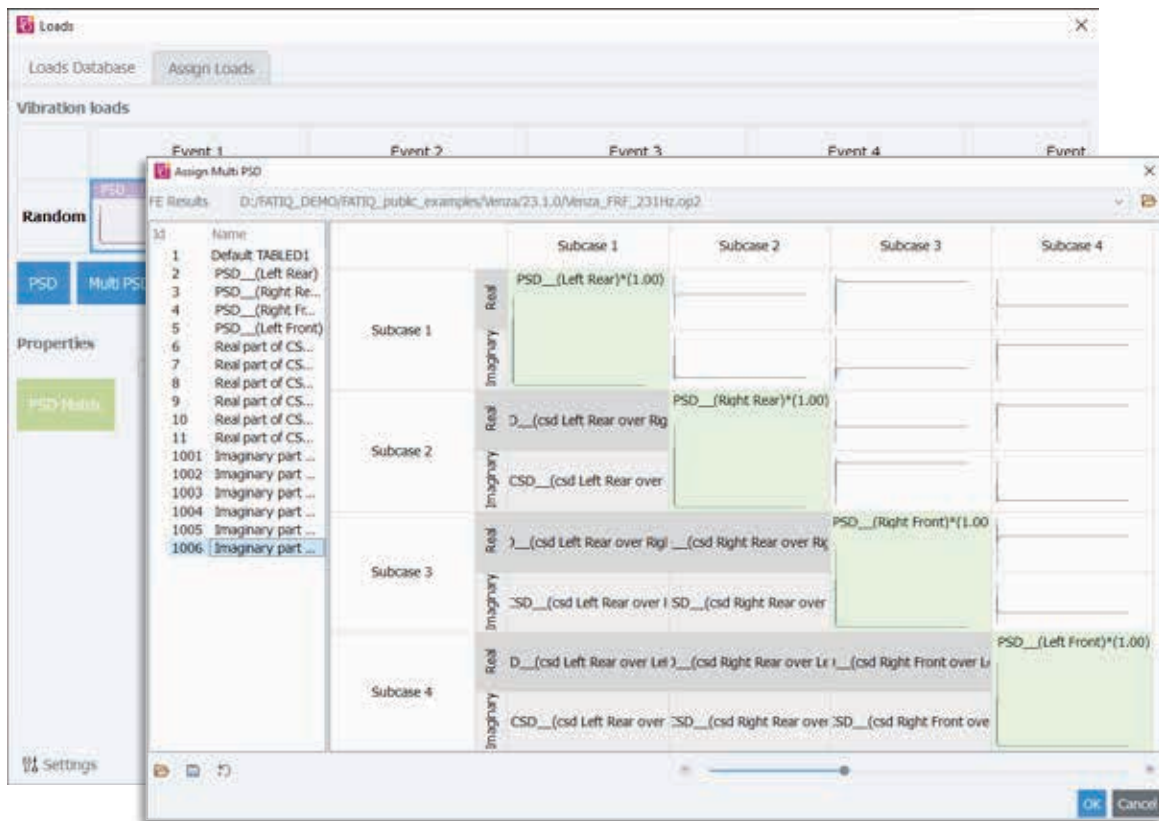 Loads
Loads Database Assign Loads
Vibration loads
Event 1 Event 2 Event 3 Event 4 Event
Random
PSD
PSD Multi PSD
Properties
PSD Match
Settings
Assign Multi PSD
FE Results D:/FATIQ_DEMO/FATIQ_public_examples/Venza/23.1.0/Venza_FRF_231Hz.op2
Id Name
1 Default TABLED1
2 PSD__(Left Rear)
3 PSD__(Right Re...
4 PSD__(Right Fr...
5 PSD__(Left Front)
6 Real part of CS...
7 Real part of CS...
8 Real part of CS...
9 Real part of CS...
10 Real part of CS...
11 Real part of CS...
1001 Imaginary part ...
1002 Imaginary part ...
1003 Imaginary part ...
1004 Imaginary part ...
1005 Imaginary part ...
1006 Imaginary part ...
Subcase 1 Subcase 2 Subcase 3 Subcase 4
Subcase 1
Real
Imaginary
PSD__(Left Rear)*(1.00)
Subcase 2
Real
Imaginary
D__(csd Left Rear over Rig
PSD__(Right Rear)*(1.00)
CSD__(csd Left Rear over
Subcase 3
Real
Imaginary
__(csd Left Rear over Rig __(csd Right Rear over Rig
PSD__(Right Front)*(1.00
SD__(csd Left Rear over SD__(csd Right Rear over
Subcase 4
Real
Imaginary
D__(csd Left Rear over __(csd Right Rear over __(csd Right Front over
PSD__(Left Front)*(1.00)
CSD__(csd Left Rear over SD__(csd Right Rear over SD__(csd Right Front ove
OK Cancel